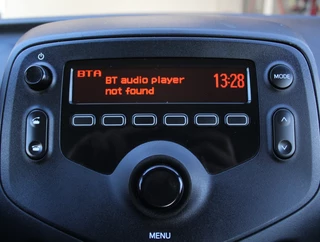 BTA
BT audio player
not found
13:28
MODE
MENU